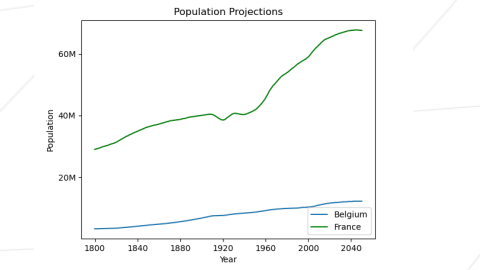 Population Projections
60M
40M
20M
Population
1800 1840 1880 1920 1960 2000 2040
Year
Belgium
France